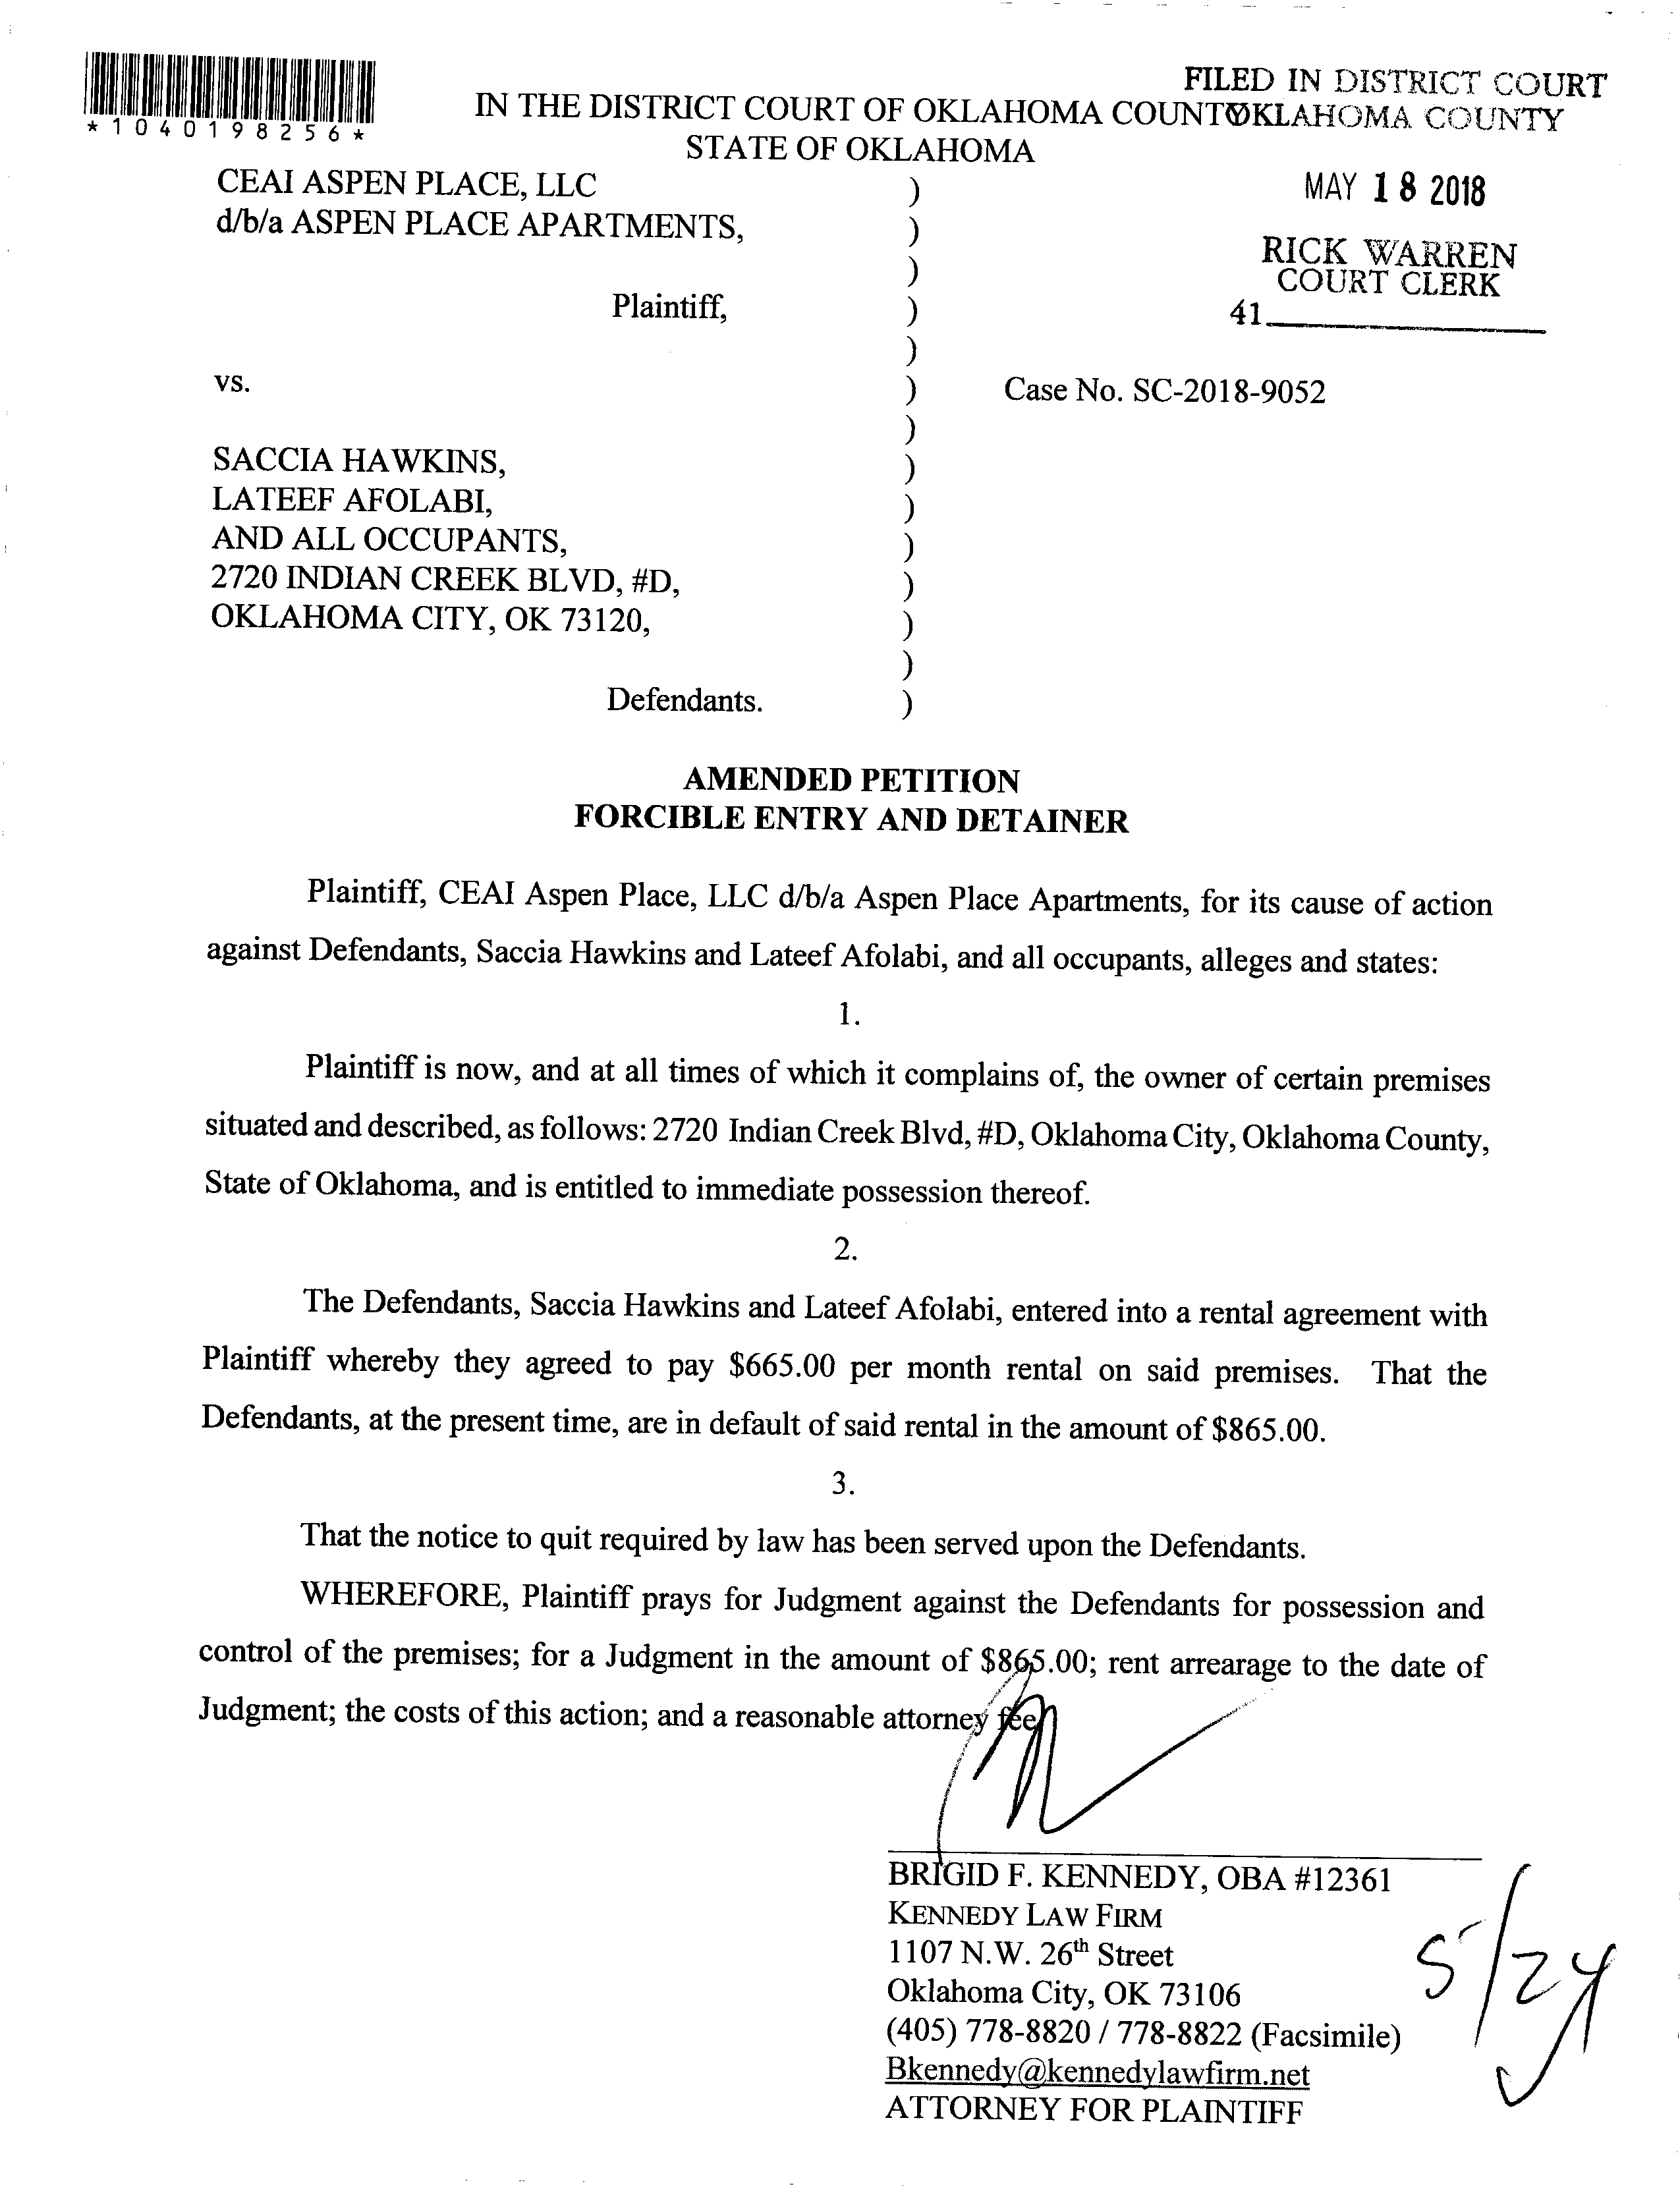 *1040198256*
FILED IN DISTRICT COURT
OKLAHOMA COUNTY
IN THE DISTRICT COURT OF OKLAHOMA COUNTY
STATE OF OKLAHOMA
MAY 18 2018
RICK WARREN
COURT CLERK
41
CEAI ASPEN PLACE, LLC )
d/b/a ASPEN PLACE APARTMENTS, )
)
Plaintiff, )
)
vs. ) Case No. SC-2018-9052
)
SACCIA HAWKINS, )
LATEEF AFOLABI, )
AND ALL OCCUPANTS, )
2720 INDIAN CREEK BLVD, #D, )
OKLAHOMA CITY, OK 73120, )
)
Defendants. )
AMENDED PETITION
FORCIBLE ENTRY AND DETAINER
Plaintiff, CEAI Aspen Place, LLC d/b/a Aspen Place Apartments, for its cause of action
against Defendants, Saccia Hawkins and Lateef Afolabi, and all occupants, alleges and states:
1.
Plaintiff is now, and at all times of which it complains of, the owner of certain premises
situated and described, as follows: 2720 Indian Creek Blvd, #D, Oklahoma City, Oklahoma County,
State of Oklahoma, and is entitled to immediate possession thereof.
2.
The Defendants, Saccia Hawkins and Lateef Afolabi, entered into a rental agreement with
Plaintiff whereby they agreed to pay $665.00 per month rental on said premises. That the
Defendants, at the present time, are in default of said rental in the amount of $865.00.
3.
That the notice to quit required by law has been served upon the Defendants.
WHEREFORE, Plaintiff prays for Judgment against the Defendants for possession and
control of the premises; for a Judgment in the amount of $865.00; rent arrearage to the date of
Judgment; the costs of this action; and a reasonable attorney fee
BRIGID F. KENNEDY, OBA #12361
KENNEDY LAW FIRM
1107 N.W. 26th Street
Oklahoma City, OK 73106
(405) 778-8820 / 778-8822 (Facsimile)
Bkennedy@kennedylawfirm.net
ATTORNEY FOR PLAINTIFF
5/24